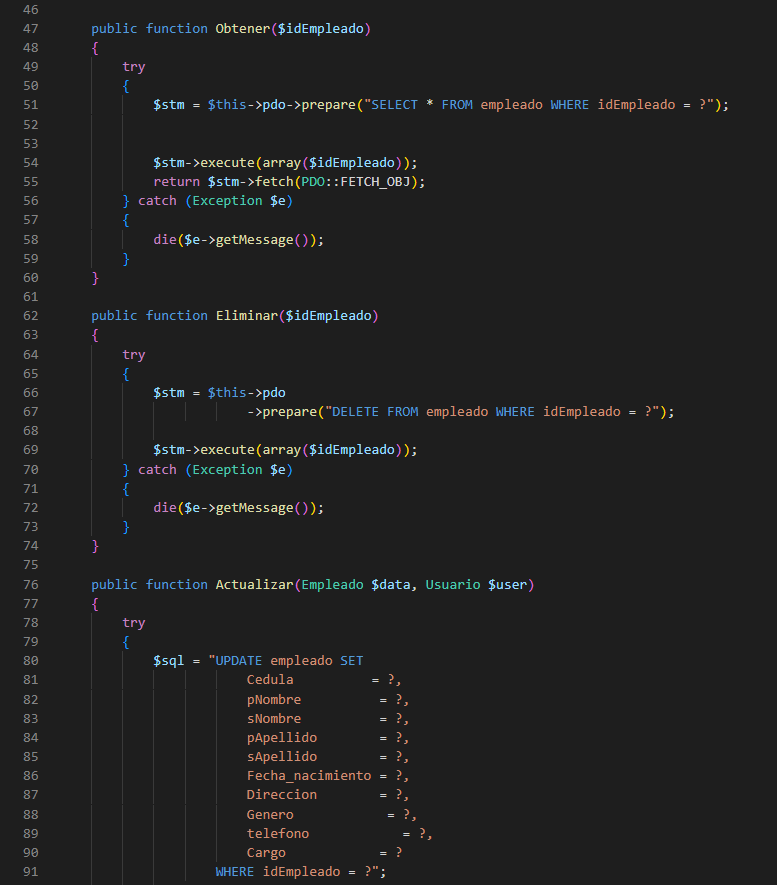 46
47 public function Obtener($idEmpleado)
48 {
49 try
50 {
51 $stm = $this->pdo->prepare("SELECT * FROM empleado WHERE idEmpleado = ?");
52
53
54 $stm->execute(array($idEmpleado));
55 return $stm->fetch(PDO::FETCH_OBJ);
56 } catch (Exception $e)
57 {
58 die($e->getMessage());
59 }
60 }
61
62 public function Eliminar($idEmpleado)
63 {
64 try
65 {
66 $stm = $this->pdo
67 ->prepare("DELETE FROM empleado WHERE idEmpleado = ?");
68
69 $stm->execute(array($idEmpleado));
70 } catch (Exception $e)
71 {
72 die($e->getMessage());
73 }
74 }
75
76 public function Actualizar(Empleado $data, Usuario $user)
77 {
78 try
79 {
80 $sql = "UPDATE empleado SET
81 Cedula = ?,
82 pNombre = ?,
83 sNombre = ?,
84 pApellido = ?,
85 sApellido = ?,
86 Fecha_nacimiento = ?,
87 Direccion = ?,
88 Genero = ?,
89 telefono = ?,
90 Cargo = ?
91 WHERE idEmpleado = ?";